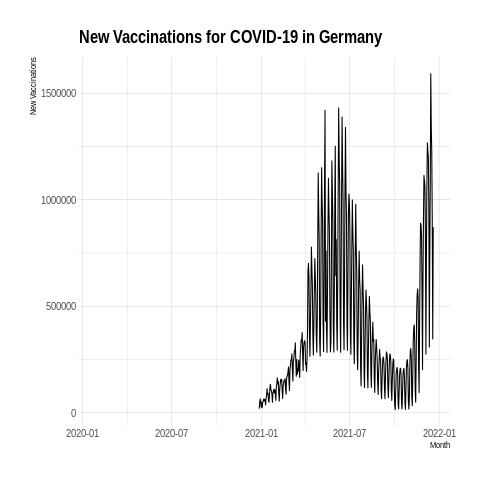 New Vaccinations for COVID-19 in Germany
New Vaccinations
1500000
1000000
500000
0
2020-01 2020-07 2021-01 2021-07 2022-01
Month